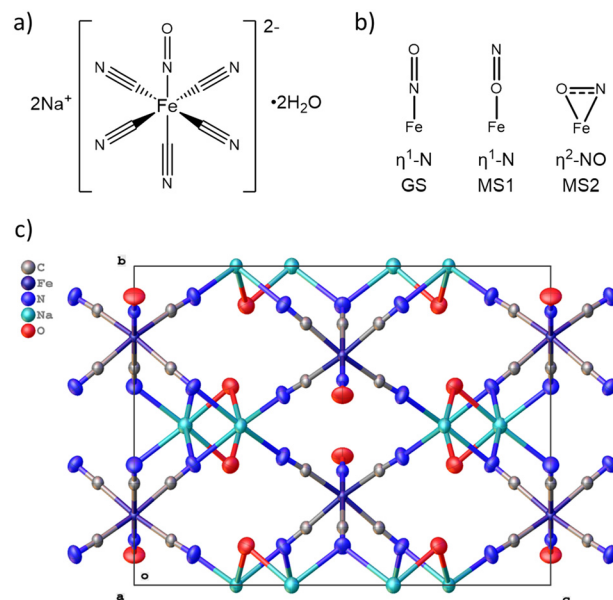 a)
O
2-
N
N
N
2Na⁺
Fe
•2H₂O
N
N
N
b)
O
N
Fe
η¹-N
GS
N
O
Fe
η¹-N
MS1
O
N
Fe
η²-NO
MS2
c)
C
Fe
N
Na
O
b
o
a